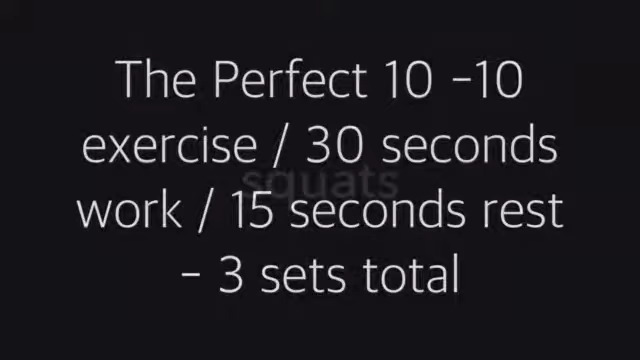 The Perfect 10 -10
exercise / 30 seconds
squats
work / 15 seconds rest
- 3 sets total